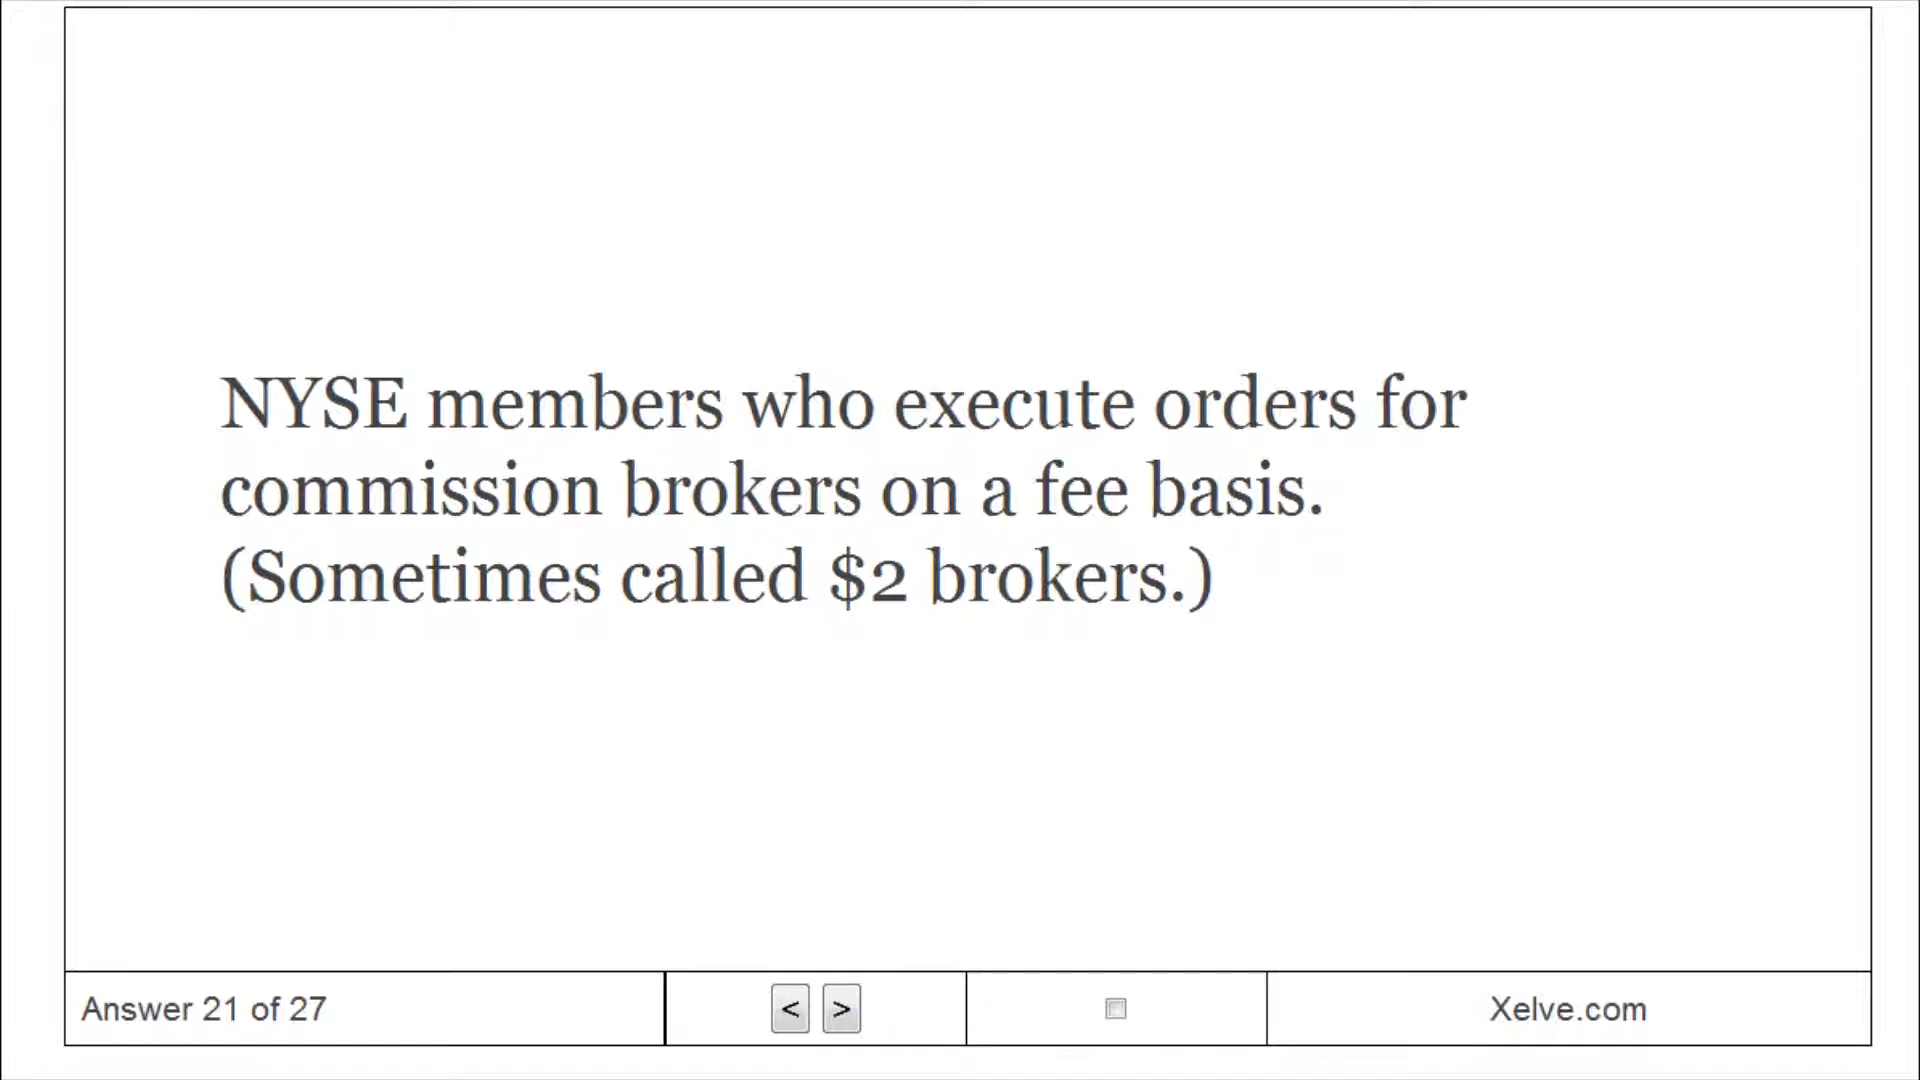 NYSE members who execute orders for
commission brokers on a fee basis.
(Sometimes called $2 brokers.)
Answer 21 of 27
< >
Xelve.com